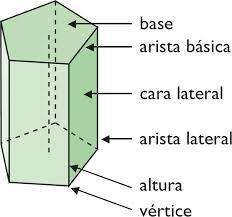 base
arista básica
cara lateral
arista lateral
altura
vértice